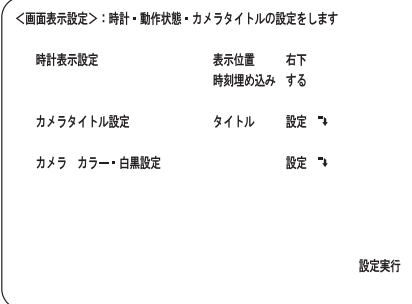 ＜画面表示設定＞：時計・動作状態・カメラタイトルの設定をします
時計表示設定 表示位置 右下
時刻埋め込み する
カメラタイトル設定 タイトル 設定
カメラ カラー・白黒設定 設定
設定実行